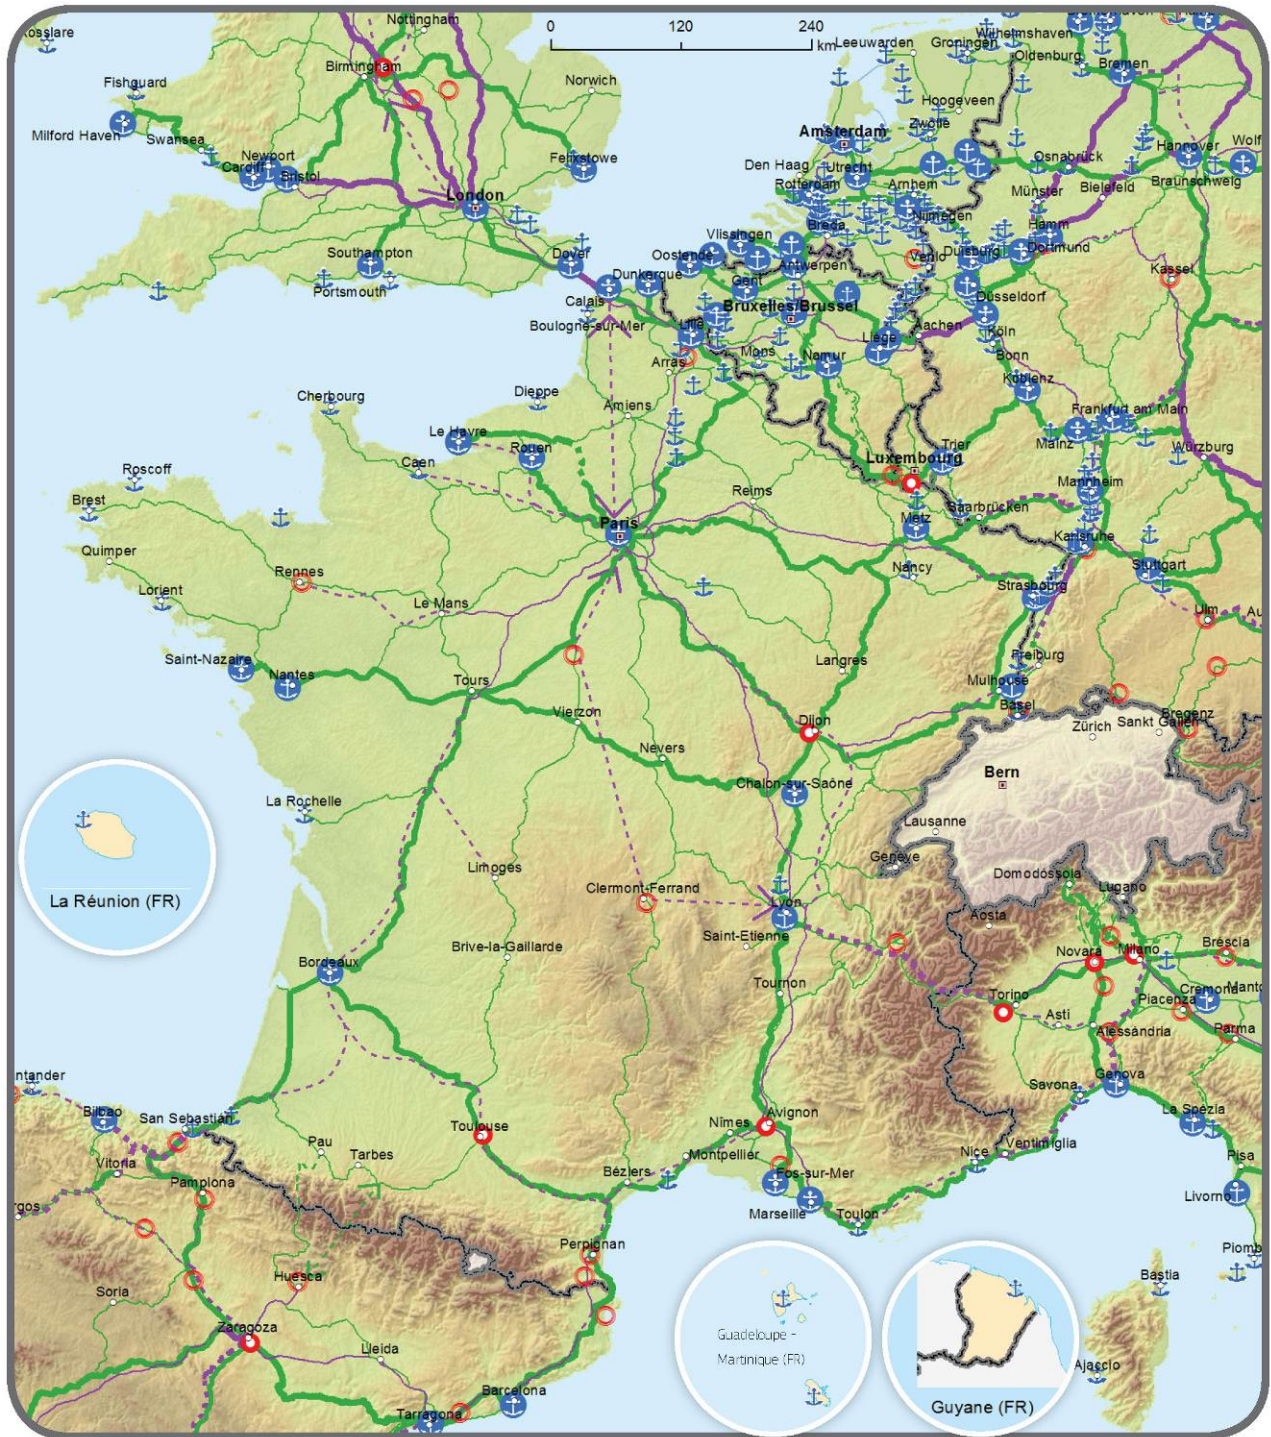 Nottingham
0 120 240
km
Leeuwarden
Groningen
Wilhelmshaven
Oldenburg
Bremen
Birmingham
Fishguard
Norwich
Hoogeveen
Zwolle
Milford Haven
Swansea
Amsterdam
Osnabrück
Hannover
Newport
Cardiff
Bristol
Felixstowe
Den Haag
Utrecht
Rotterdam
Arnhem
Münster
Bielefeld
Braunschweig
London
Nijmegen
Breda
Hamm
Vlissingen
Duisburg
Dortmund
Southampton
Dover
Oostende
Antwerpen
Venlo
Kassel
Dunkerque
Gent
Portsmouth
Calais
Bruxelles/Brussel
Düsseldorf
Boulogne-sur-Mer
Lille
Aachen
Köln
Liège
Bonn
Arras
Mons
Namur
Koblenz
Cherbourg
Dieppe
Amiens
Frankfurt am Main
Le Havre
Rouen
Mainz
Trier
Würzburg
Caen
Luxembourg
Roscoff
Mannheim
Brest
Reims
Saarbrücken
Paris
Metz
Karlsruhe
Quimper
Rennes
Nancy
Stuttgart
Lorient
Le Mans
Strasbourg
Ulm
Saint-Nazaire
Nantes
Langres
Freiburg
Tours
Mulhouse
Vierzon
Dijon
Basel
Bregenz
Zürich
Sankt Gallen
Nevers
Bern
Chalon-sur-Saône
La Rochelle
Lausanne
Limoges
Genève
Clermont-Ferrand
Domodossola
Lugano
La Réunion (FR)
Lyon
Aosta
Saint-Etienne
Brive-la-Gaillarde
Novara
Milano
Brescia
Bordeaux
Tournon
Torino
Cremona
Piacenza
Asti
Alessándria
Parma
Genova
Savona
Bilbao
San Sebastián
La Spézia
Toulouse
Avignon
Nîmes
Pau
Tarbes
Montpellier
Nice
Ventimiglia
Pisa
Vitoria
Béziers
Fos-sur-Mer
Pamplona
Marseille
Toulon
Livorno
Perpignan
Bastia
Soria
Huesca
Zaragoza
Guadeloupe -
Martinique (FR)
Lleida
Ajaccio
Barcelona
Guyane (FR)
Tarragona